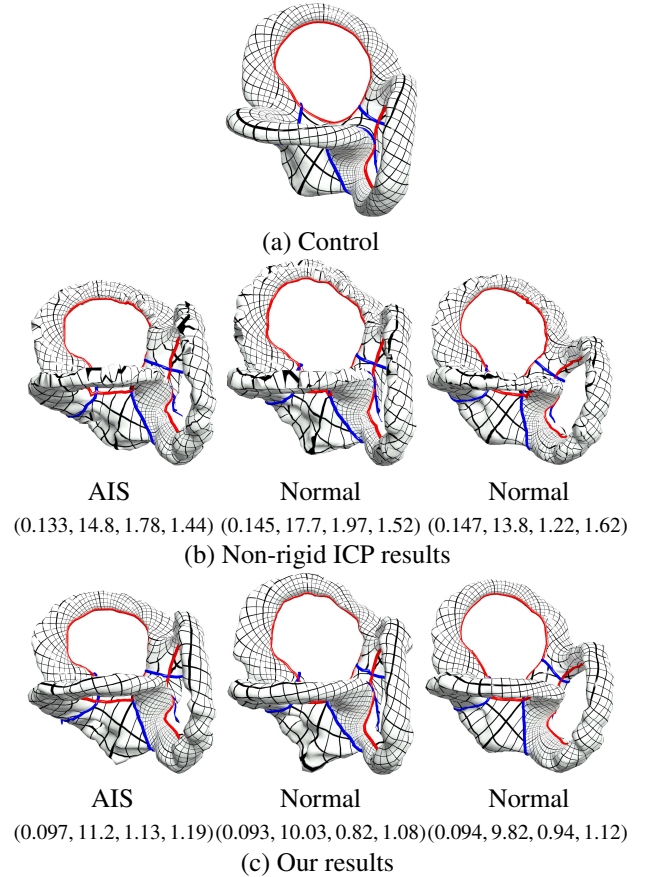 (a) Control
AIS Normal Normal
(0.133, 14.8, 1.78, 1.44) (0.145, 17.7, 1.97, 1.52) (0.147, 13.8, 1.22, 1.62)
(b) Non-rigid ICP results
AIS Normal Normal
(0.097, 11.2, 1.13, 1.19) (0.093, 10.03, 0.82, 1.08) (0.094, 9.82, 0.94, 1.12)
(c) Our results